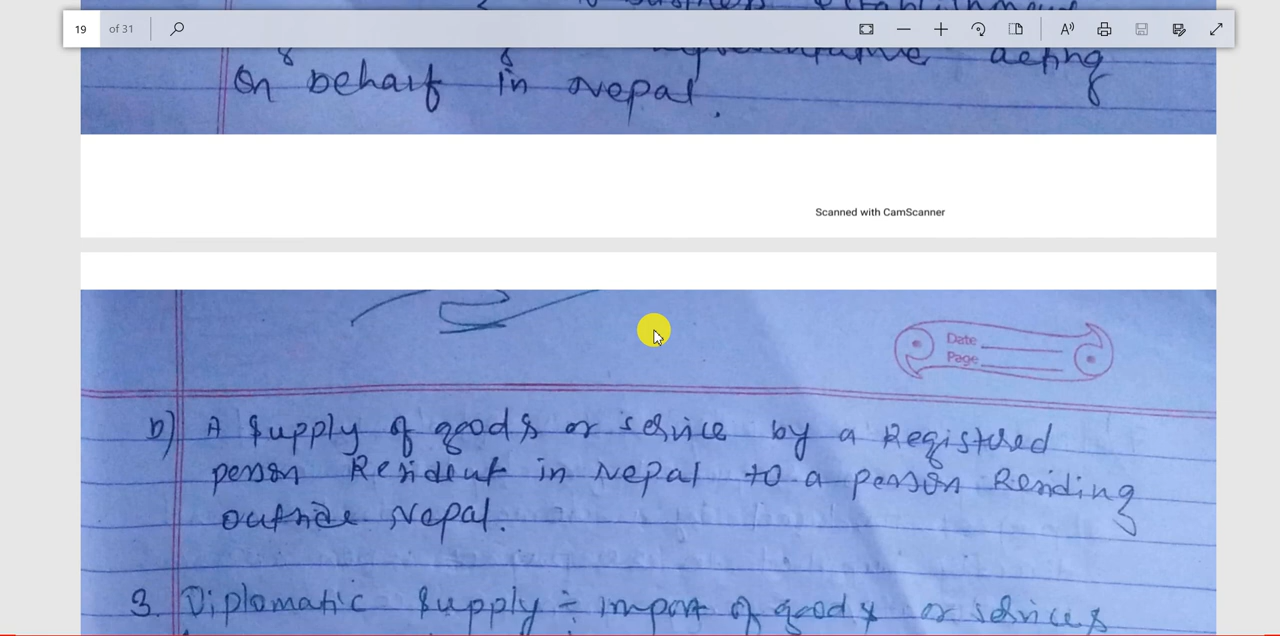 19 of 31
acting
on behalf in Nepal.
Scanned with CamScanner
Date
Page
b) A supply of goods or service by a Registered
person Resident in Nepal to a person Residing
outside Nepal.
3. Diplomatic supply ÷ import of goods or services